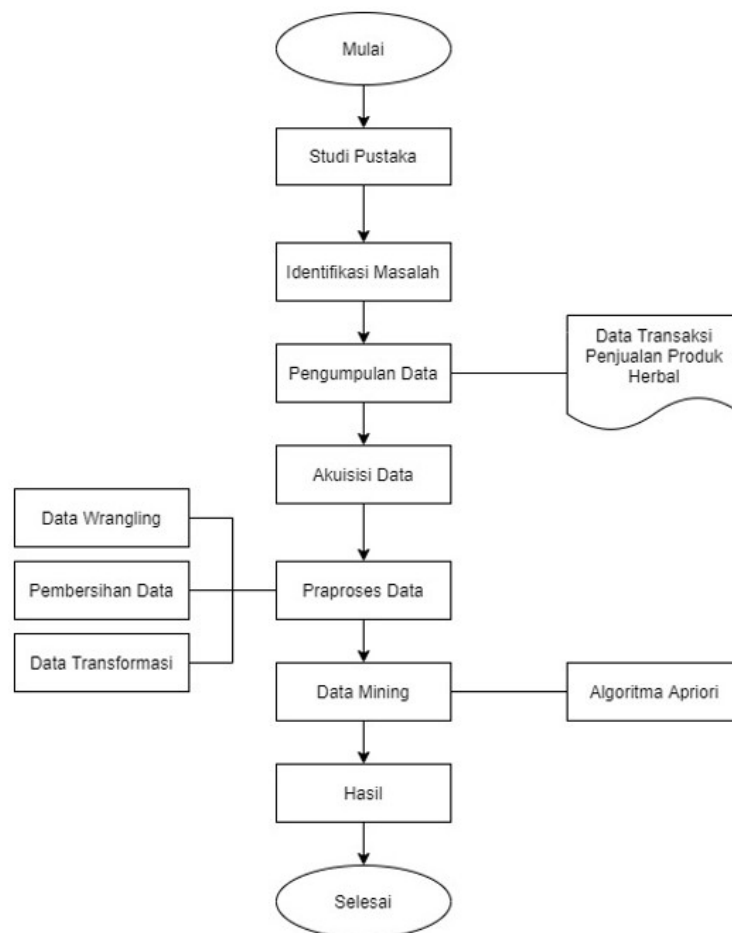 Mulai
Studi Pustaka
Identifikasi Masalah
Pengumpulan Data
Data Transaksi
Penjualan Produk
Herbal
Akuisisi Data
Data Wrangling
Pembersihan Data
Data Transformasi
Praproses Data
Data Mining
Algoritma Apriori
Hasil
Selesai